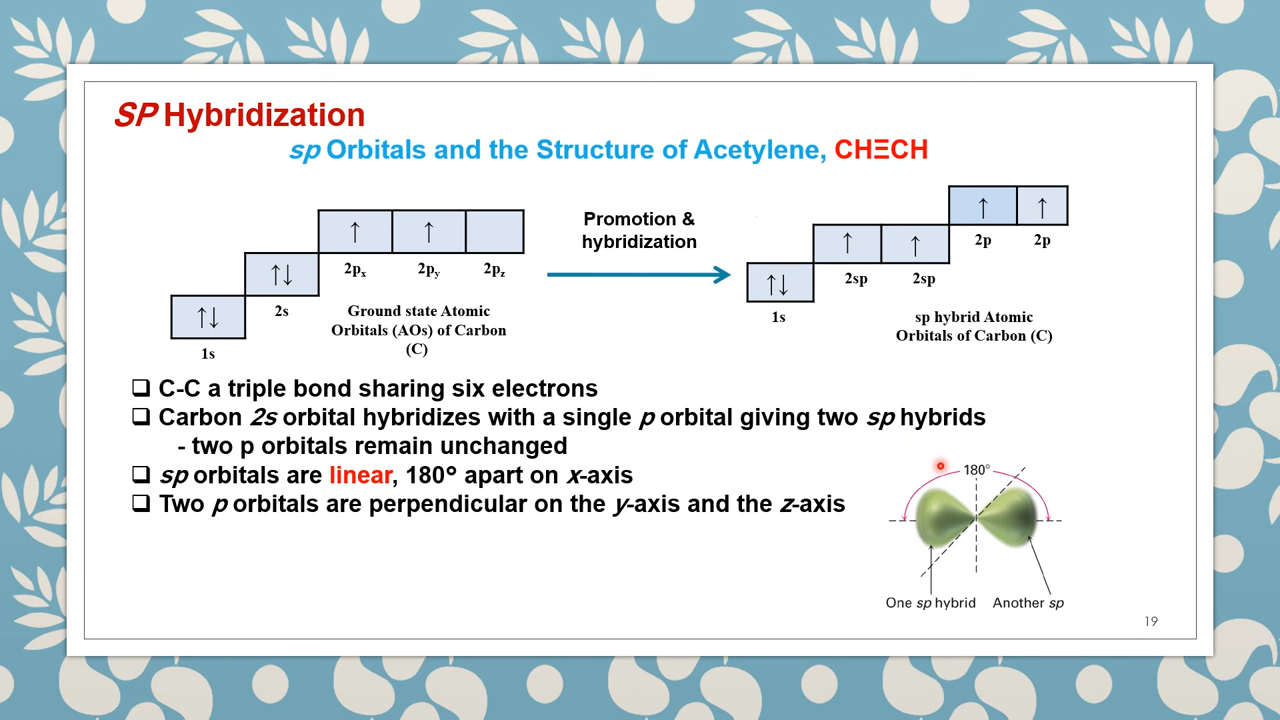 SP Hybridization
sp Orbitals and the Structure of Acetylene, CHΞCH
↑↓
1s
↑↓
2s
↑ ↑
2px 2py 2pz
Ground state Atomic
Orbitals (AOs) of Carbon
(C)
Promotion &
hybridization
↑↓
1s
↑ ↑
2sp 2sp
↑ ↑
2p 2p
sp hybrid Atomic
Orbitals of Carbon (C)
❑ C-C a triple bond sharing six electrons
❑ Carbon 2s orbital hybridizes with a single p orbital giving two sp hybrids
- two p orbitals remain unchanged
❑ sp orbitals are linear, 180° apart on x-axis
❑ Two p orbitals are perpendicular on the y-axis and the z-axis
180°
One sp hybrid Another sp
19